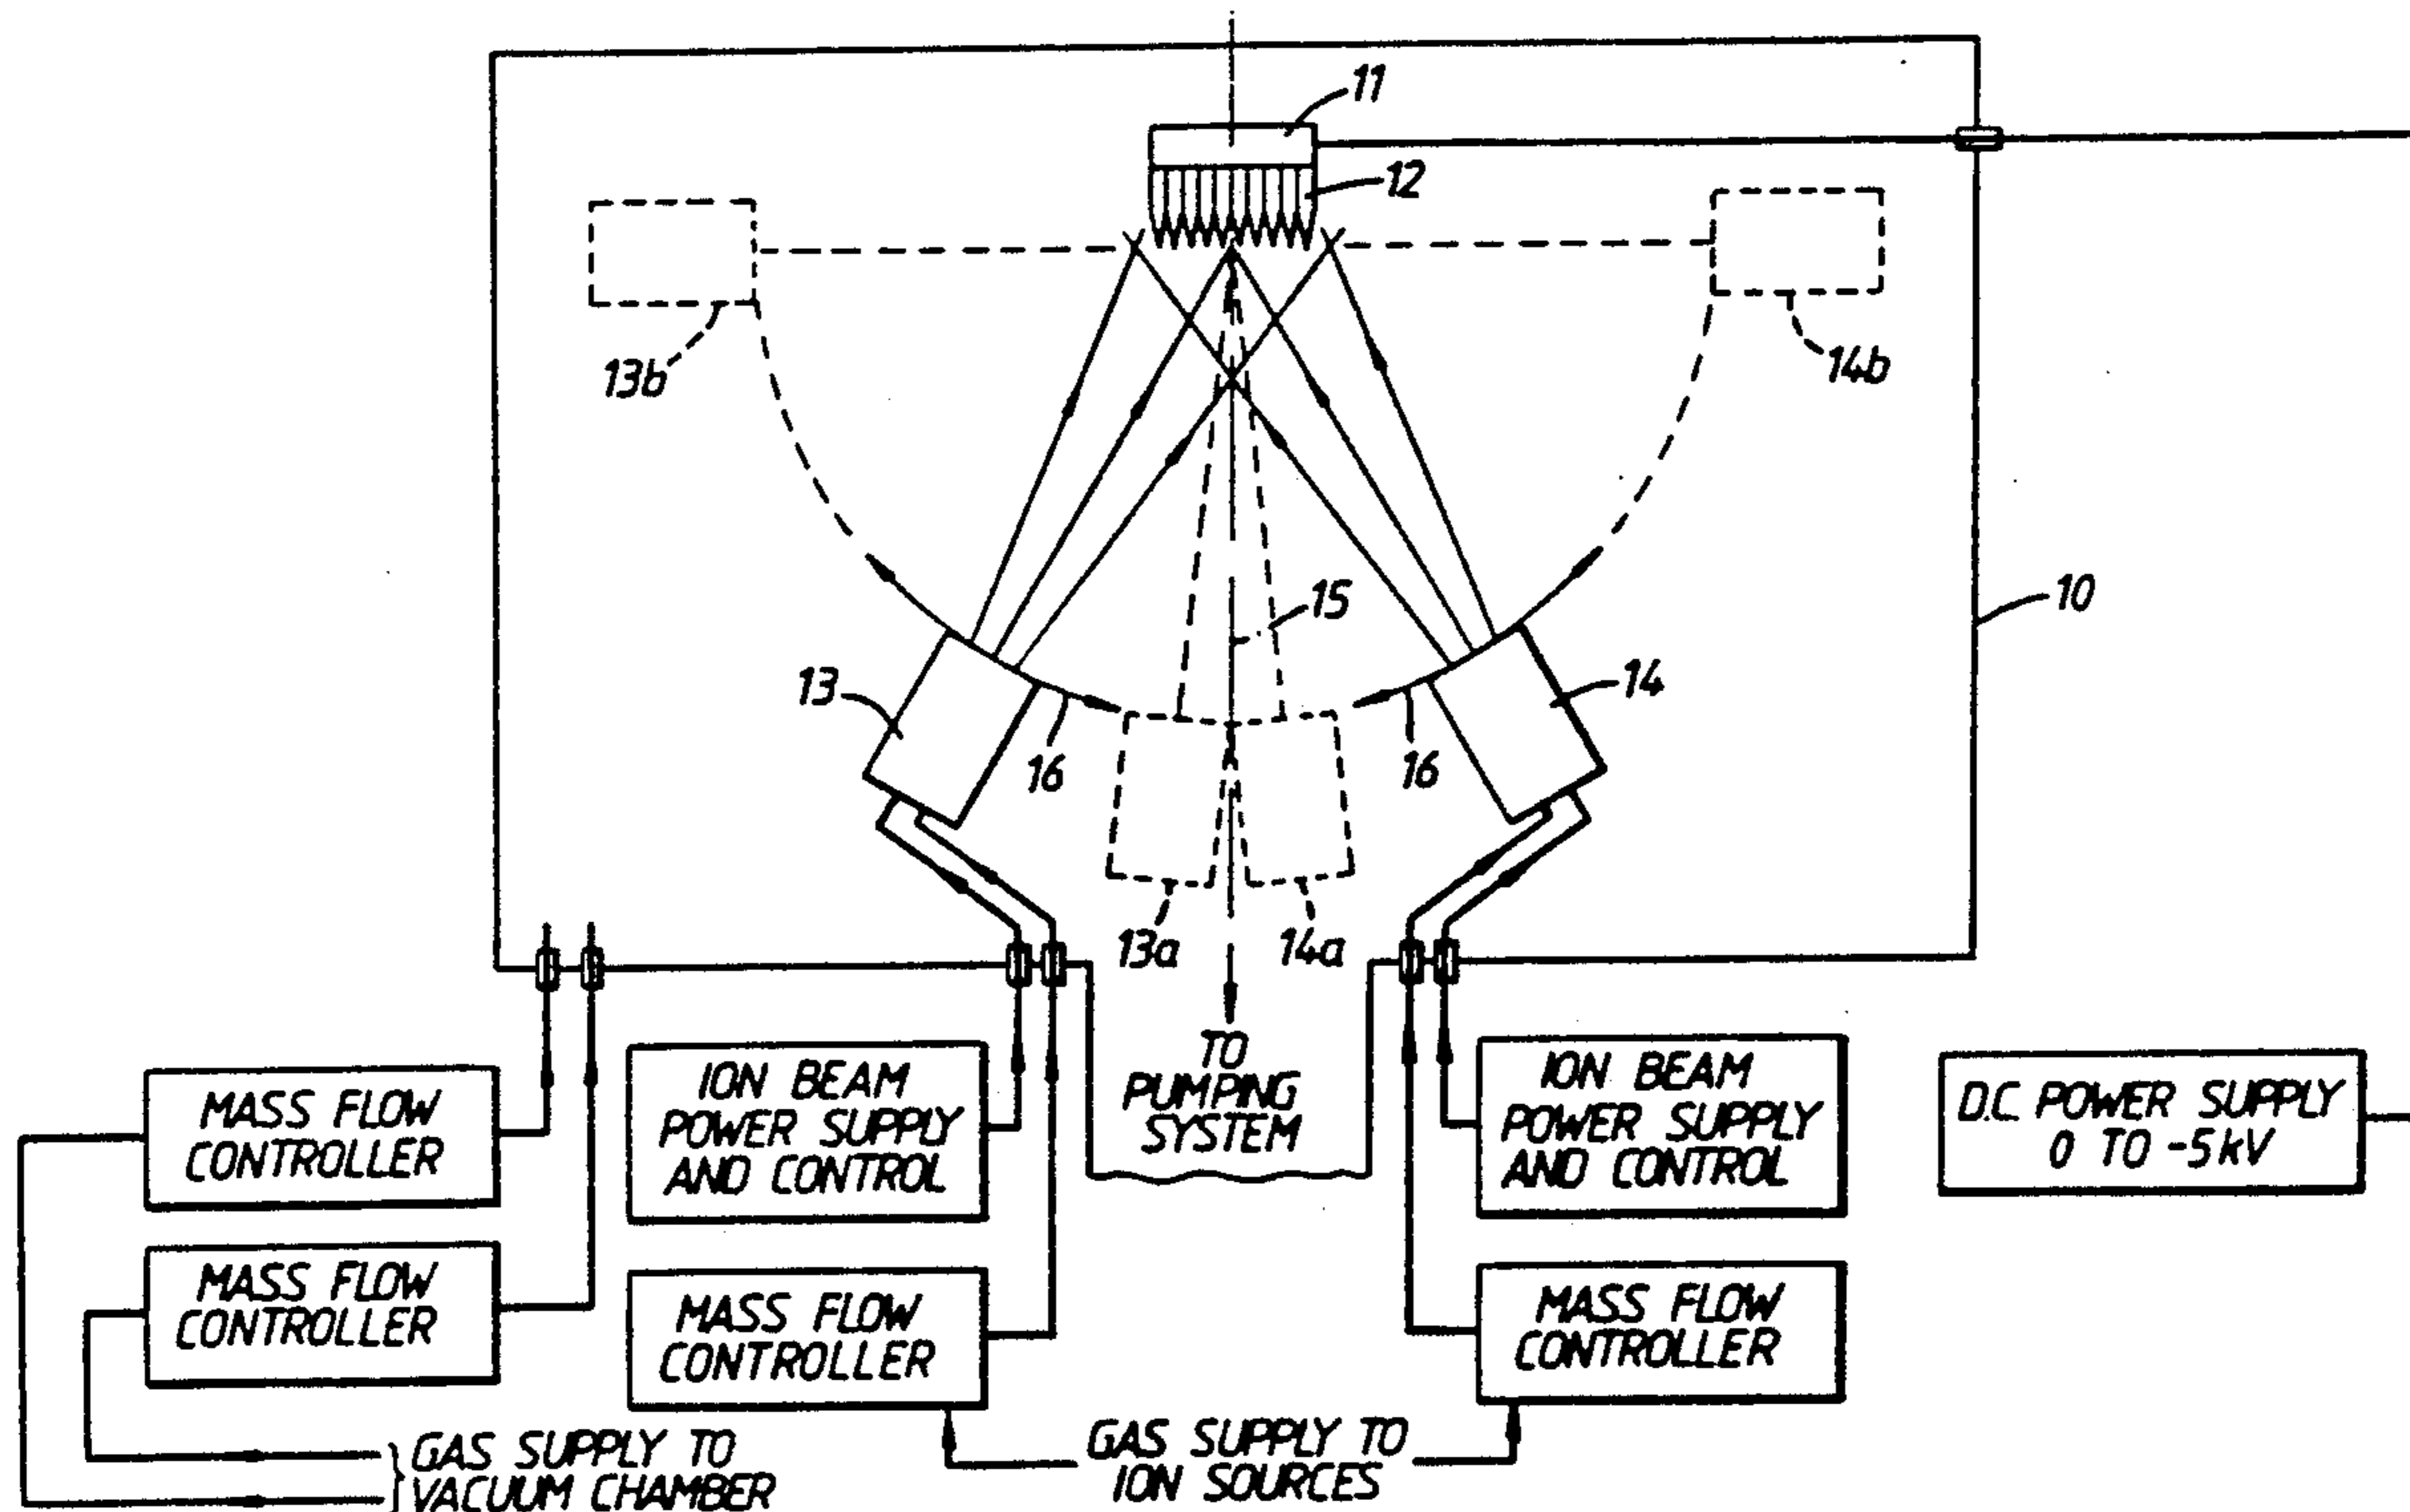 11
12
13b
14b
15
10
13
14
16
16
13a
14a
TO
PUMPING
SYSTEM
MASS FLOW
CONTROLLER
ION BEAM
POWER SUPPLY
AND CONTROL
ION BEAM
POWER SUPPLY
AND CONTROL
D.C POWER SUPPLY
0 TO -5kV
MASS FLOW
CONTROLLER
MASS FLOW
CONTROLLER
MASS FLOW
CONTROLLER
GAS SUPPLY TO
VACUUM CHAMBER
GAS SUPPLY TO
ION SOURCES